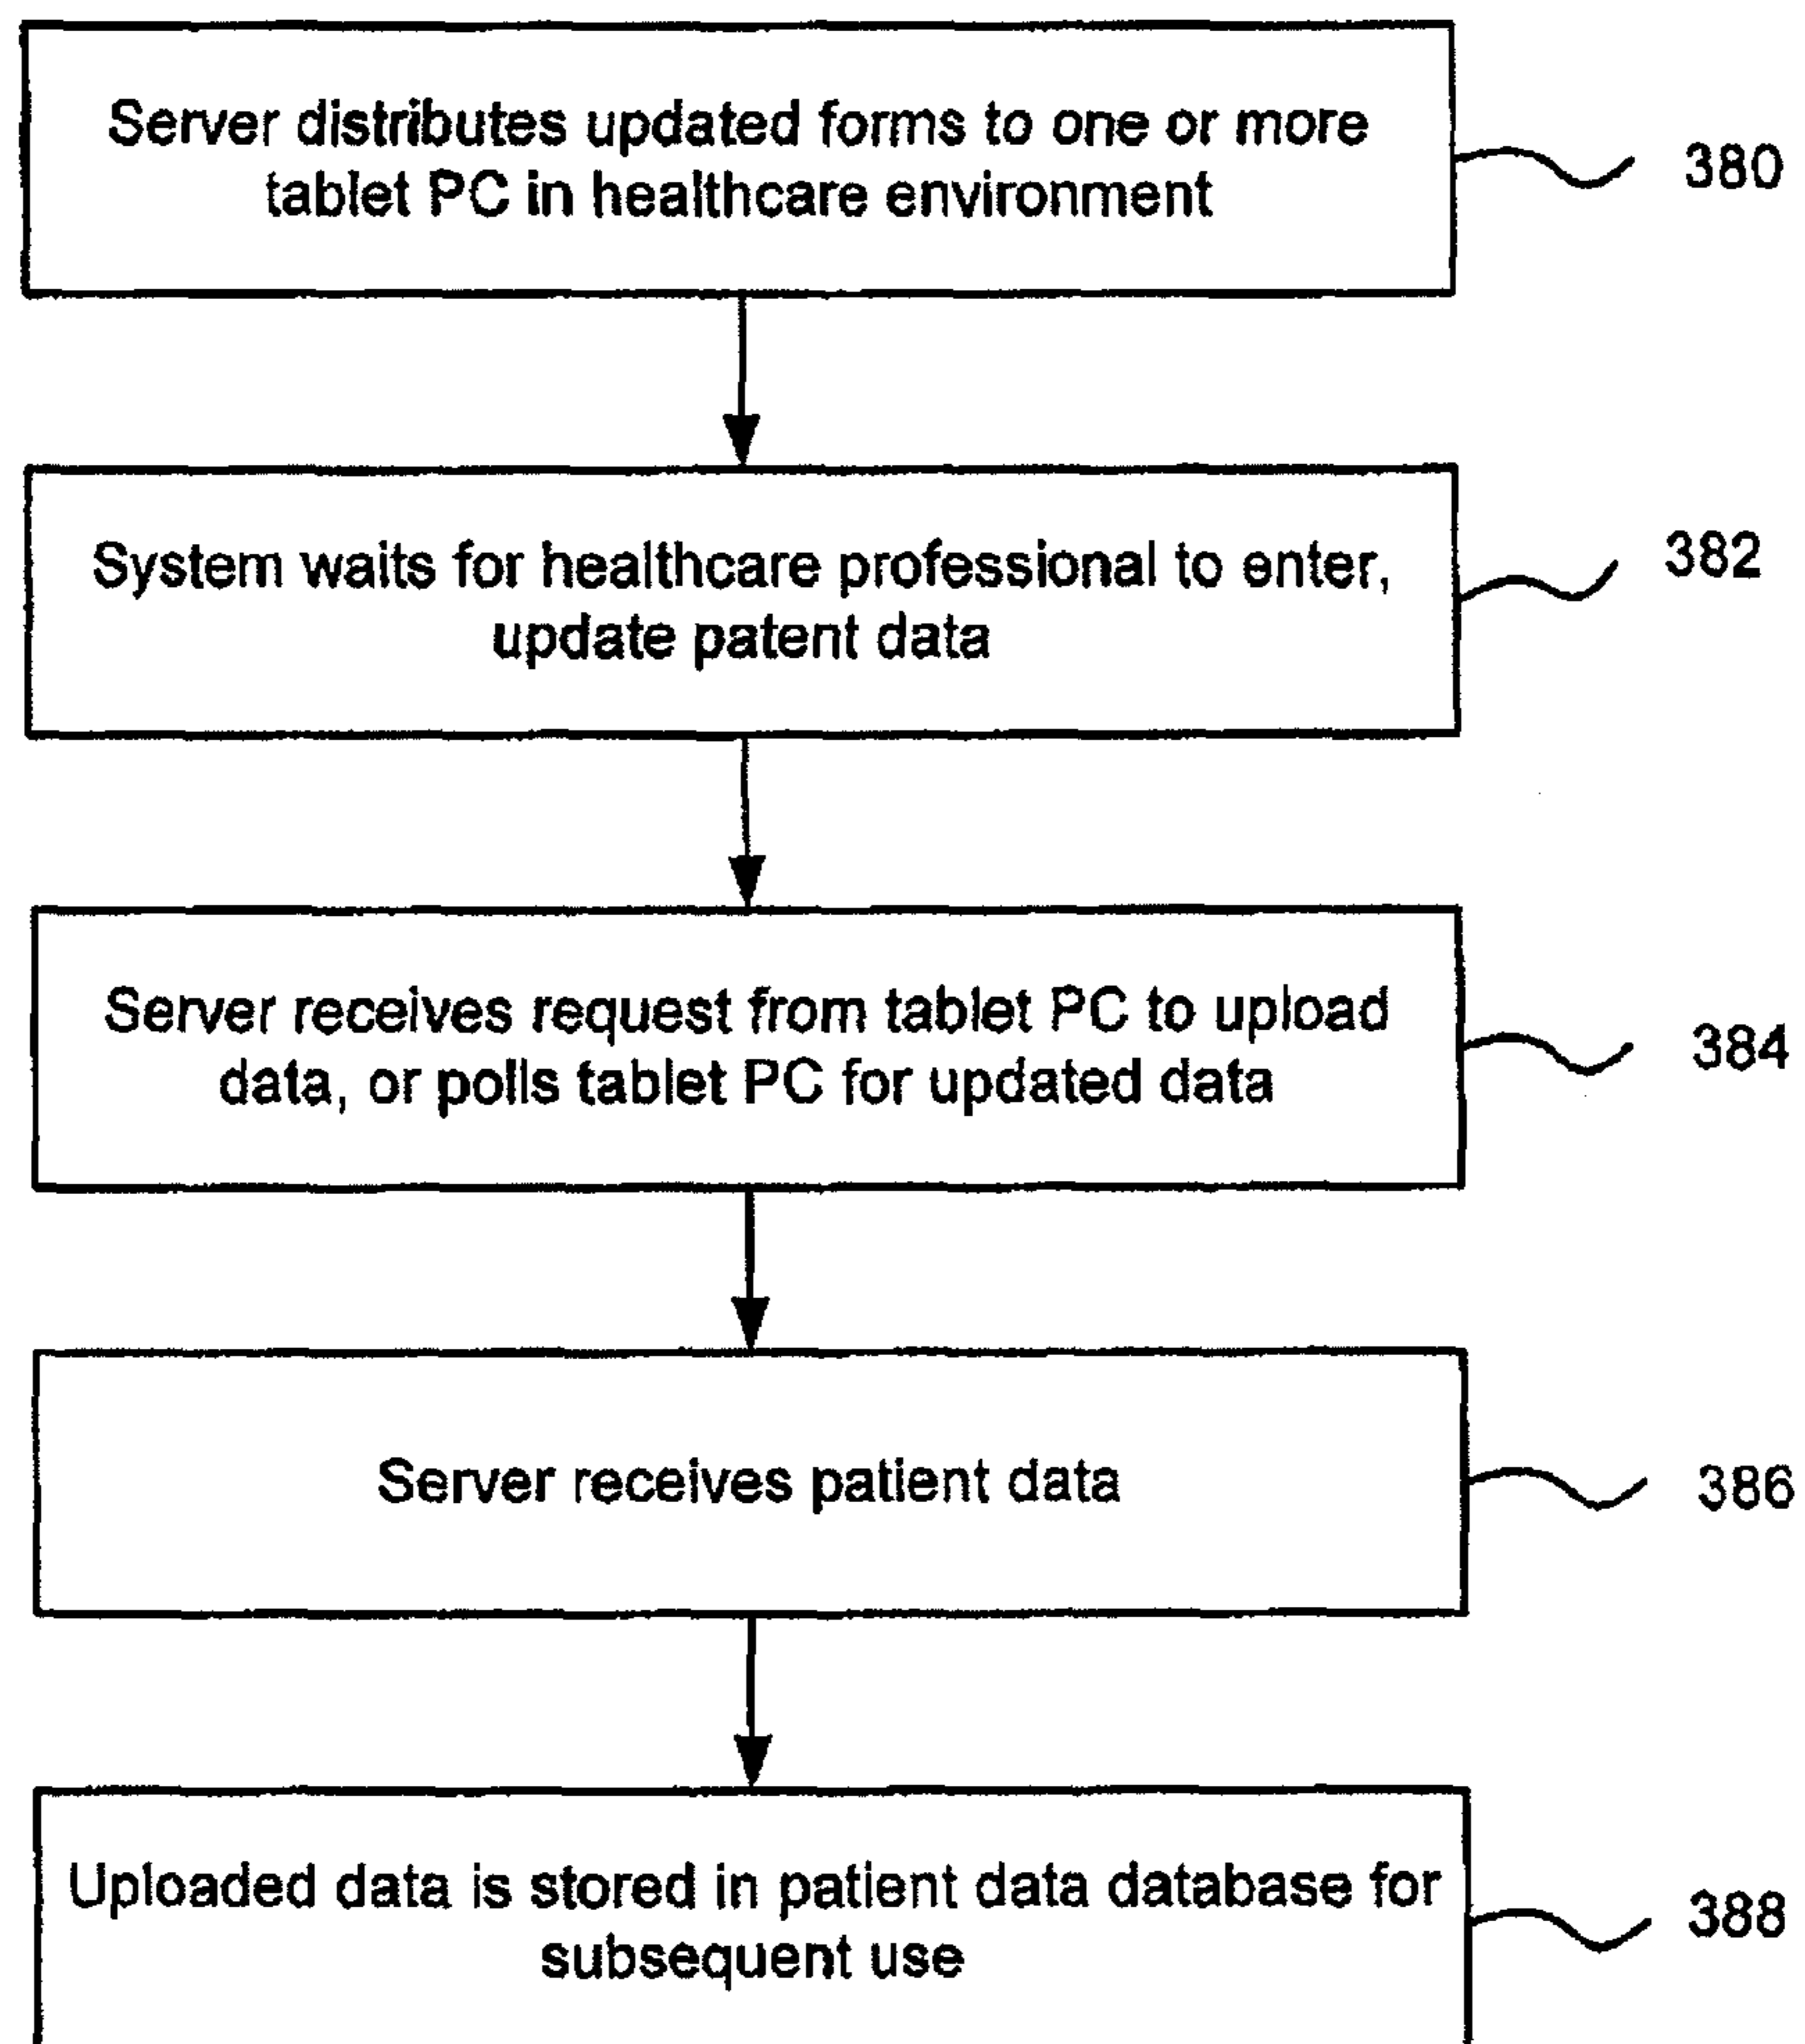 Server distributes updated forms to one or more
tablet PC in healthcare environment
380
System waits for healthcare professional to enter,
update patent data
382
Server receives request from tablet PC to upload
data, or polls tablet PC for updated data
384
Server receives patient data
386
Uploaded data is stored in patient data database for
subsequent use
388